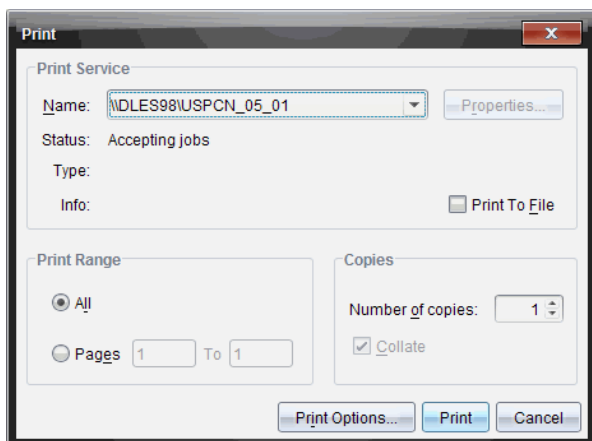 Print
Print Service
Name: \\DLES98\USPCN_05_01 Properties...
Status: Accepting jobs
Type:
Info: Print To File
Print Range
All
Pages 1 To 1
Copies
Number of copies: 1
Collate
Print Options... Print Cancel